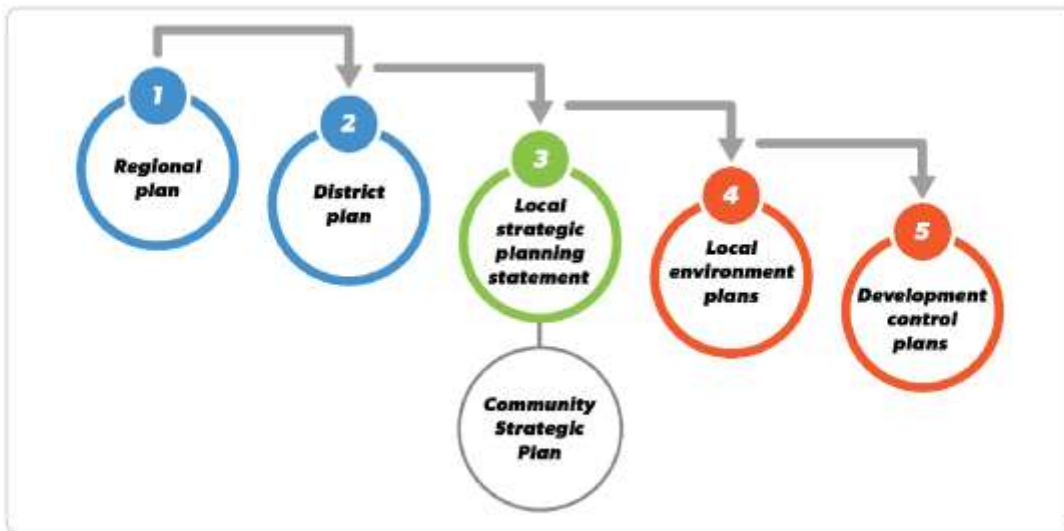 1
Regional
plan
2
District
plan
3
Local
strategic
planning
statement
4
Local
environment
plans
5
Development
control
plans
Community
Strategic
Plan